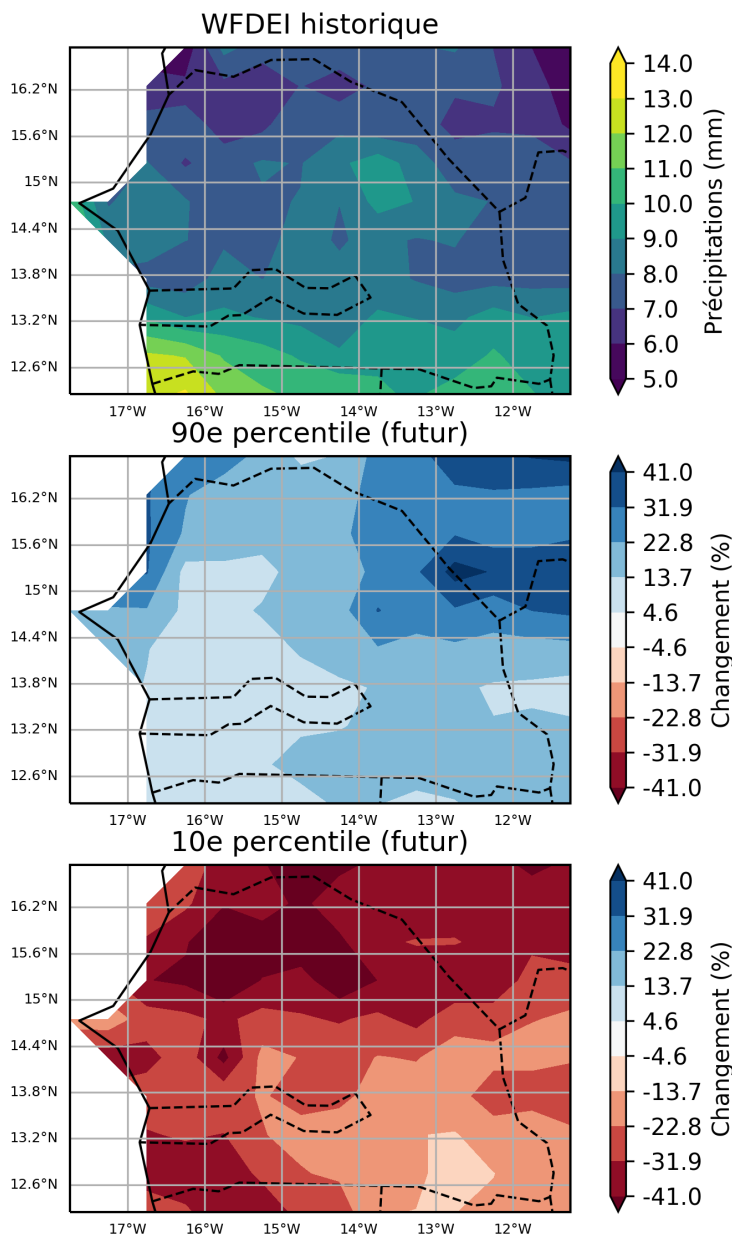 WFDEI historique
16.2°N
15.6°N
15°N
14.4°N
13.8°N
13.2°N
12.6°N
17°W 16°W 15°W 14°W 13°W 12°W
14.0
13.0
12.0
11.0
10.0
9.0
8.0
7.0
6.0
5.0
Précipitations (mm)
90e percentile (futur)
16.2°N
15.6°N
15°N
14.4°N
13.8°N
13.2°N
12.6°N
17°W 16°W 15°W 14°W 13°W 12°W
41.0
31.9
22.8
13.7
4.6
-4.6
-13.7
-22.8
-31.9
-41.0
Changement (%)
10e percentile (futur)
16.2°N
15.6°N
15°N
14.4°N
13.8°N
13.2°N
12.6°N
17°W 16°W 15°W 14°W 13°W 12°W
41.0
31.9
22.8
13.7
4.6
-4.6
-13.7
-22.8
-31.9
-41.0
Changement (%)